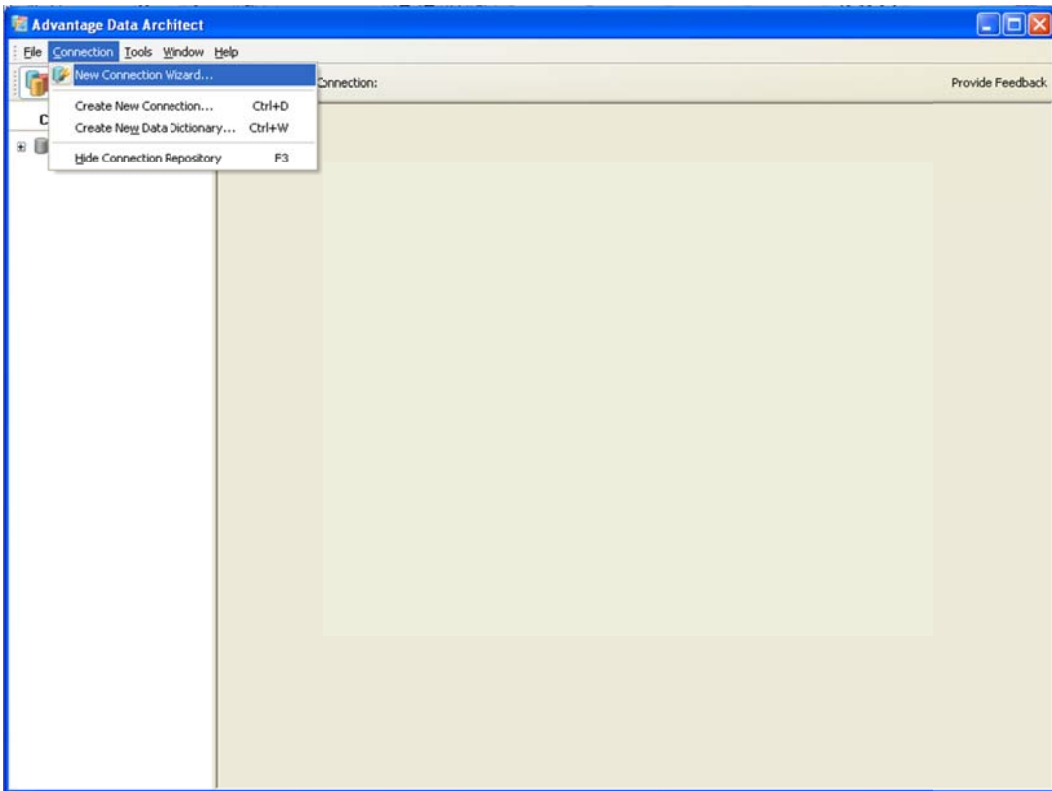 Advantage Data Architect
File Connection Tools Window Help
New Connection Wizard...
Connection:
Provide Feedback
Create New Connection... Ctrl+D
C
Create New Data Dictionary... Ctrl+W
Hide Connection Repository F3